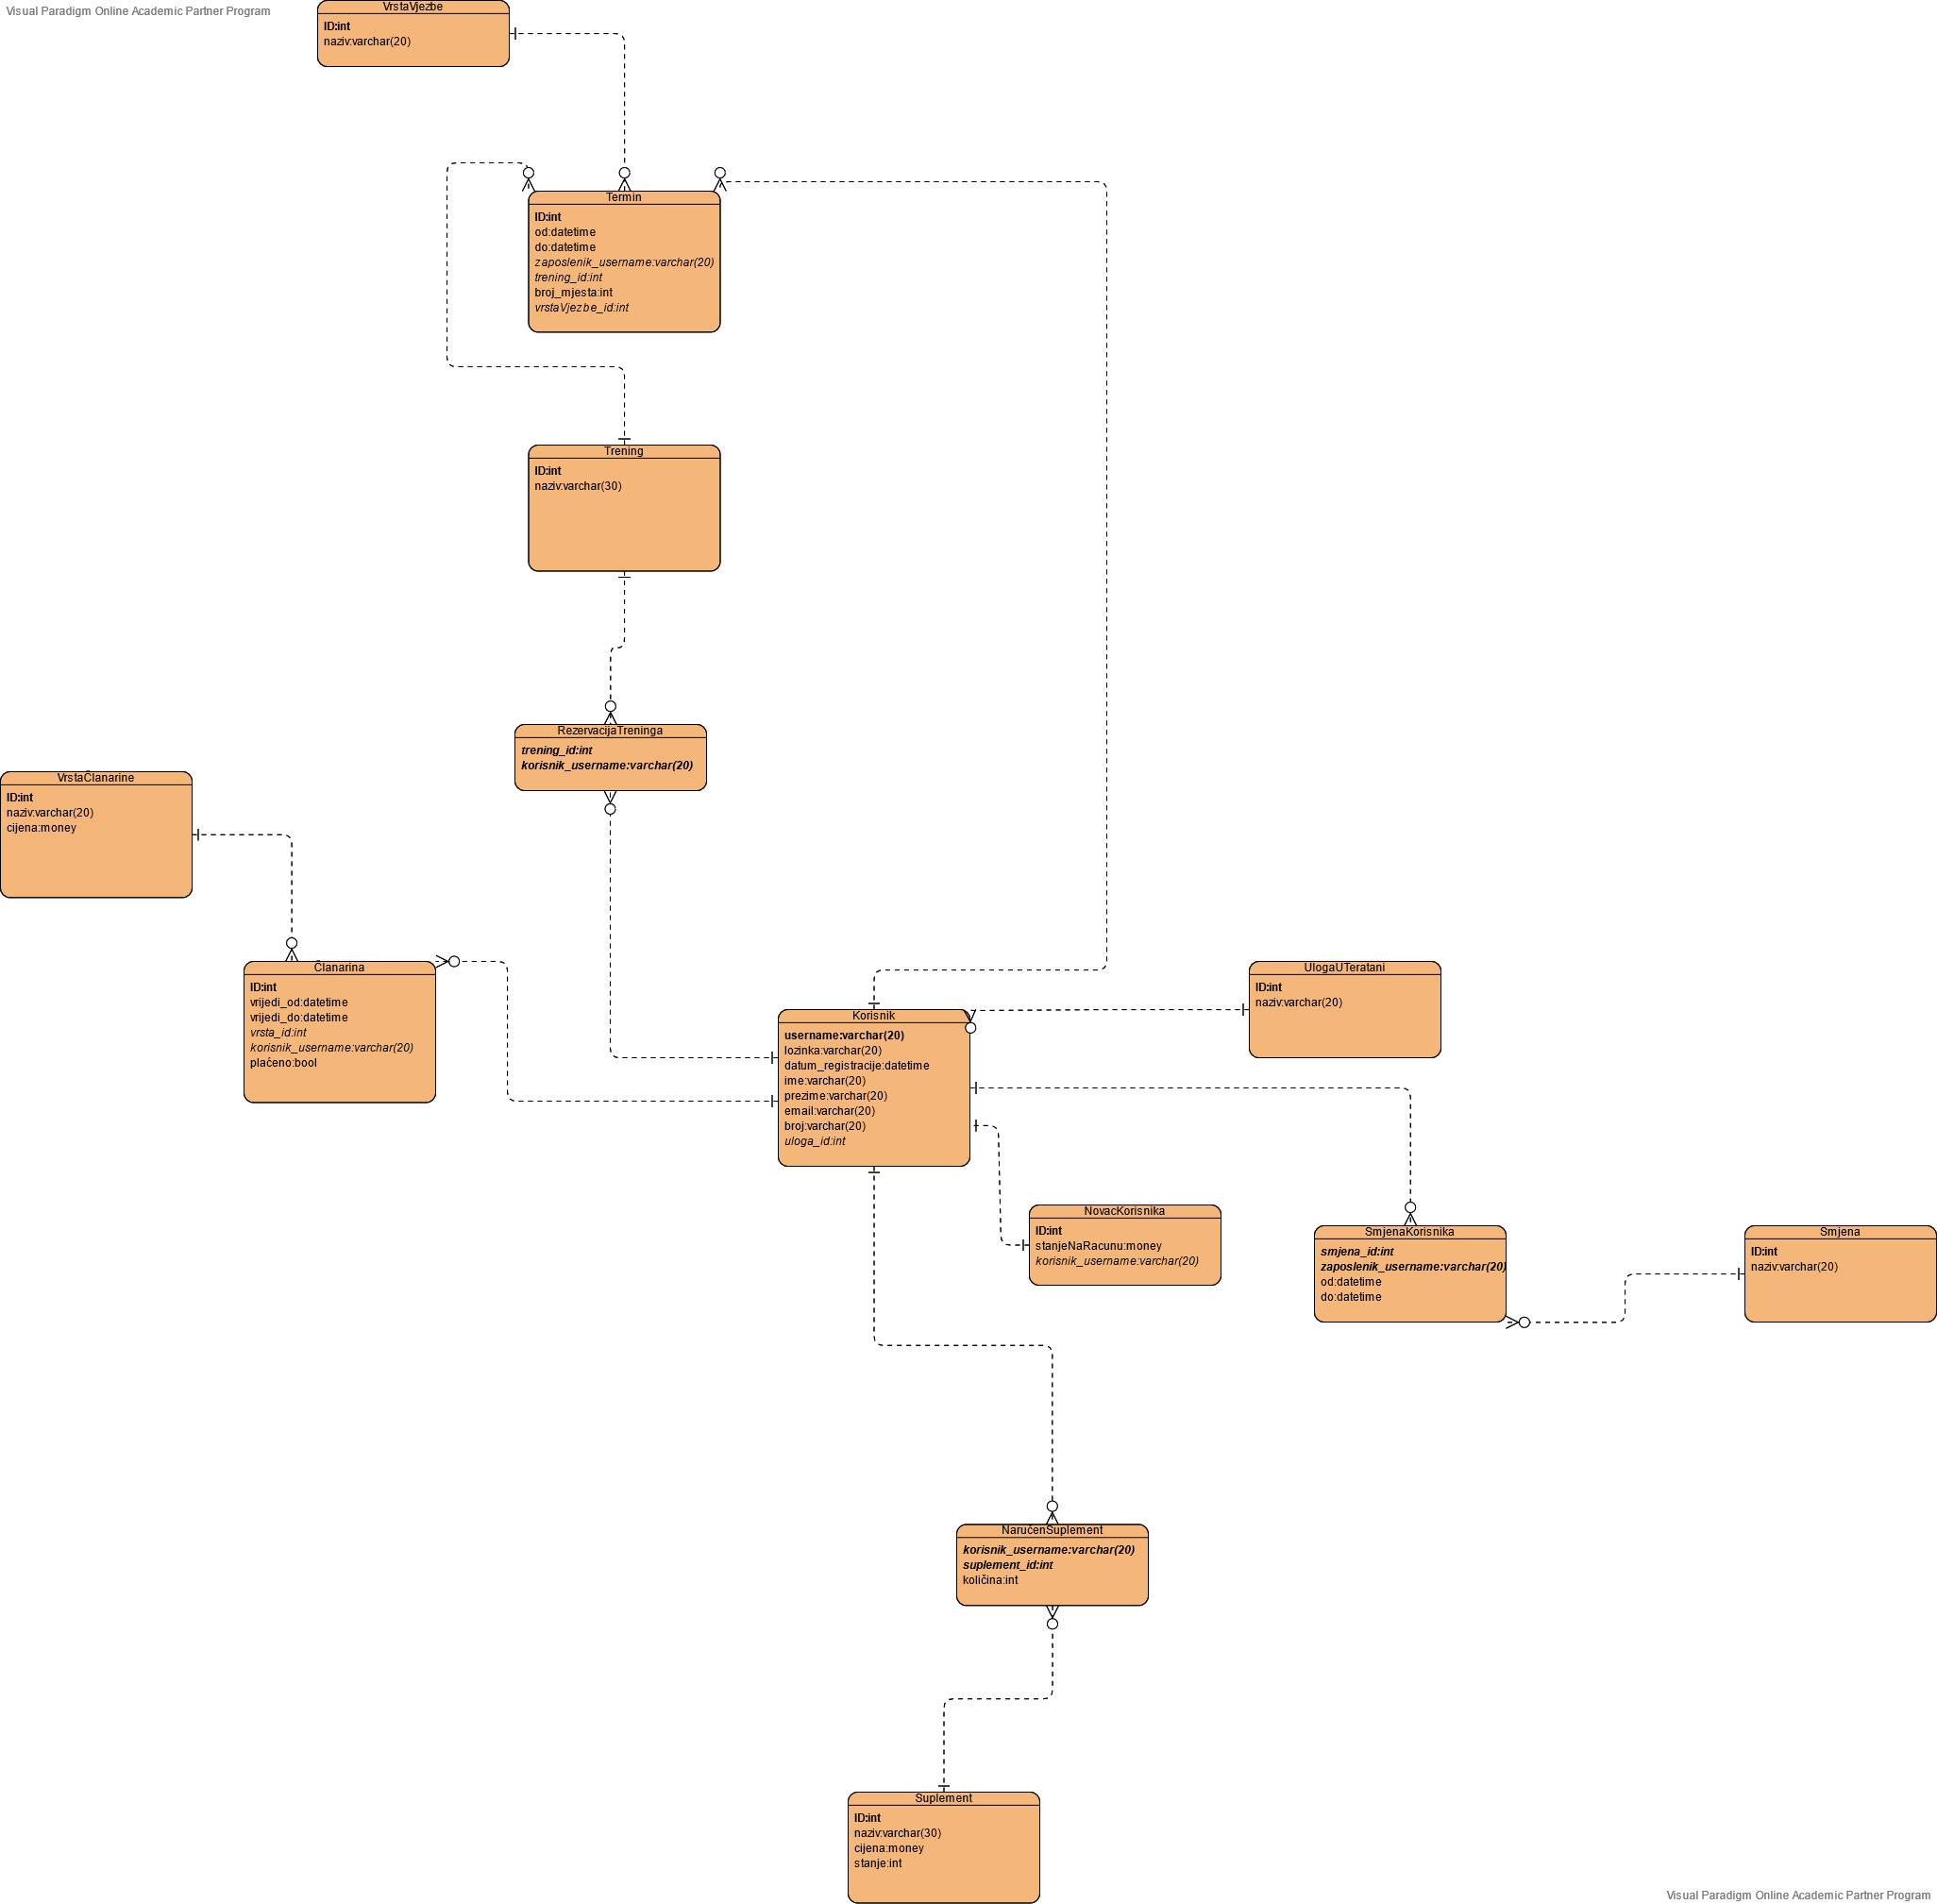 Visual Paradigm Online Academic Partner Program
VrstaVjezbe
ID:int
naziv:varchar(20)
Termin
ID:int
od:datetime
do:datetime
zaposlenik_username:varchar(20)
trening_id:int
broj_mjesta:int
vrstaVjezbe_id:int
Trening
ID:int
naziv:varchar(30)
RezervacijaTreninga
trening_id:int
korisnik_username:varchar(20)
VrstaČlanarine
ID:int
naziv:varchar(20)
cijena:money
Članarina
ID:int
vrijedi_od:datetime
vrijedi_do:datetime
vrsta_id:int
korisnik_username:varchar(20)
plaćeno:bool
Korisnik
username:varchar(20)
lozinka:varchar(20)
datum_registracije:datetime
ime:varchar(20)
prezime:varchar(20)
email:varchar(20)
broj:varchar(20)
uloga_id:int
UlogaUTeratani
ID:int
naziv:varchar(20)
NovacKorisnika
ID:int
stanjeNaRacunu:money
korisnik_username:varchar(20)
SmjenaKorisnika
smjena_id:int
zaposlenik_username:varchar(20)
od:datetime
do:datetime
Smjena
ID:int
naziv:varchar(20)
NaručenSuplement
korisnik_username:varchar(20)
suplement_id:int
količina:int
Suplement
ID:int
naziv:varchar(30)
cijena:money
stanje:int
Visual Paradigm Online Academic Partner Program